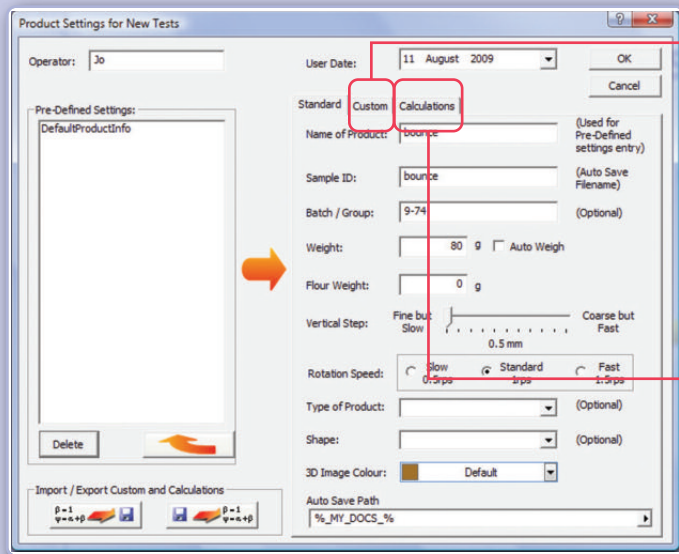 Product Settings for New Tests
Operator: Jo
User Date: 11 August 2009
OK
Cancel
Pre-Defined Settings:
DefaultProductInfo
Delete
Import / Export Custom and Calculations
β=1
ψ=α+β
β=1
ψ=α+β
Standard Custom Calculations
Name of Product: bounce (Used for
Pre-Defined
settings entry)
Sample ID: bounce (Auto Save
Filename)
Batch / Group: 9-74 (Optional)
Weight: 80 g Auto Weigh
Flour Weight: 0 g
Vertical Step: Fine but
Slow
Coarse but
Fast
0.5 mm
Rotation Speed: Slow
0.5rps
Standard
1rps
Fast
1.5rps
Type of Product: (Optional)
Shape: (Optional)
3D Image Colour: Default
Auto Save Path
%_MY_DOCS_%